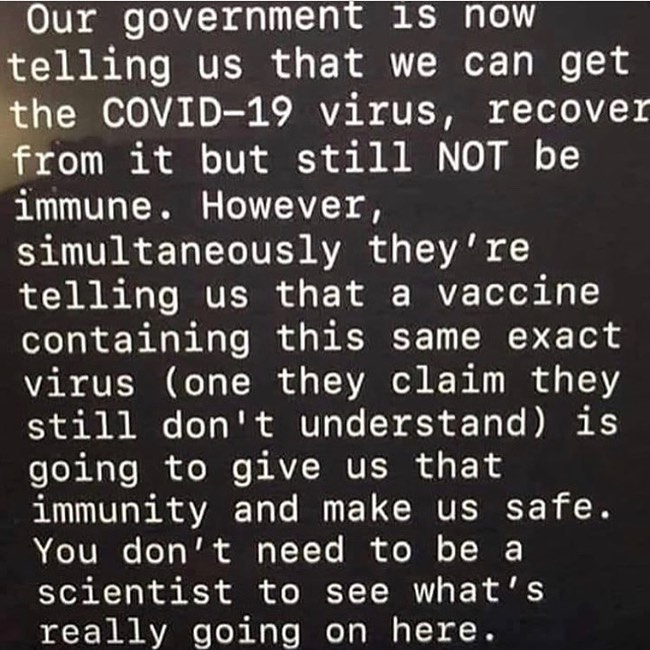 Our government is now
telling us that we can get
the COVID-19 virus, recover
from it but still NOT be
immune. However,
simultaneously they're
telling us that a vaccine
containing this same exact
virus (one they claim they
still don't understand) is
going to give us that
immunity and make us safe.
You don't need to be a
scientist to see what's
really going on here.